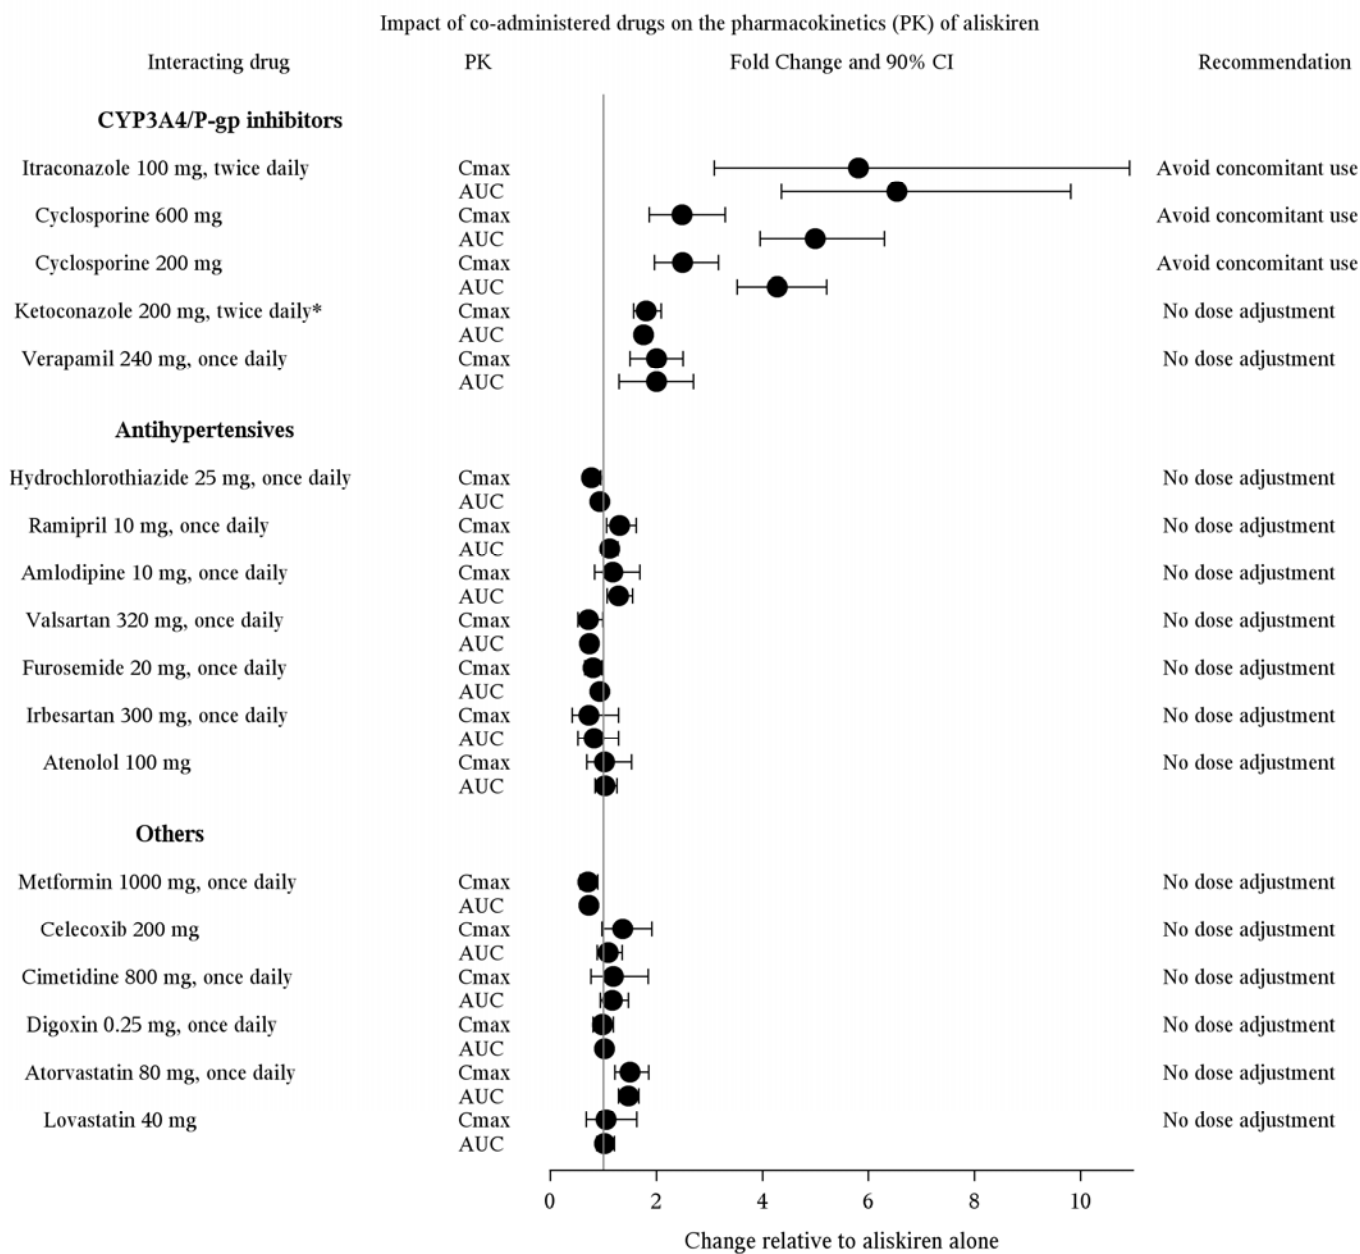 Impact of co-administered drugs on the pharmacokinetics (PK) of aliskiren
Interacting drug PK Fold Change and 90% CI Recommendation
CYP3A4/P-gp inhibitors
Itraconazole 100 mg, twice daily Cmax Avoid concomitant use
AUC
Cyclosporine 600 mg Cmax Avoid concomitant use
AUC
Cyclosporine 200 mg Cmax Avoid concomitant use
AUC
Ketoconazole 200 mg, twice daily* Cmax No dose adjustment
AUC
Verapamil 240 mg, once daily Cmax No dose adjustment
AUC
Antihypertensives
Hydrochlorothiazide 25 mg, once daily Cmax No dose adjustment
AUC
Ramipril 10 mg, once daily Cmax No dose adjustment
AUC
Amlodipine 10 mg, once daily Cmax No dose adjustment
AUC
Valsartan 320 mg, once daily Cmax No dose adjustment
AUC
Furosemide 20 mg, once daily Cmax No dose adjustment
AUC
Irbesartan 300 mg, once daily Cmax No dose adjustment
AUC
Atenolol 100 mg Cmax No dose adjustment
AUC
Others
Metformin 1000 mg, once daily Cmax No dose adjustment
AUC
Celecoxib 200 mg Cmax No dose adjustment
AUC
Cimetidine 800 mg, once daily Cmax No dose adjustment
AUC
Digoxin 0.25 mg, once daily Cmax No dose adjustment
AUC
Atorvastatin 80 mg, once daily Cmax No dose adjustment
AUC
Lovastatin 40 mg Cmax No dose adjustment
AUC
0 2 4 6 8 10
Change relative to aliskiren alone